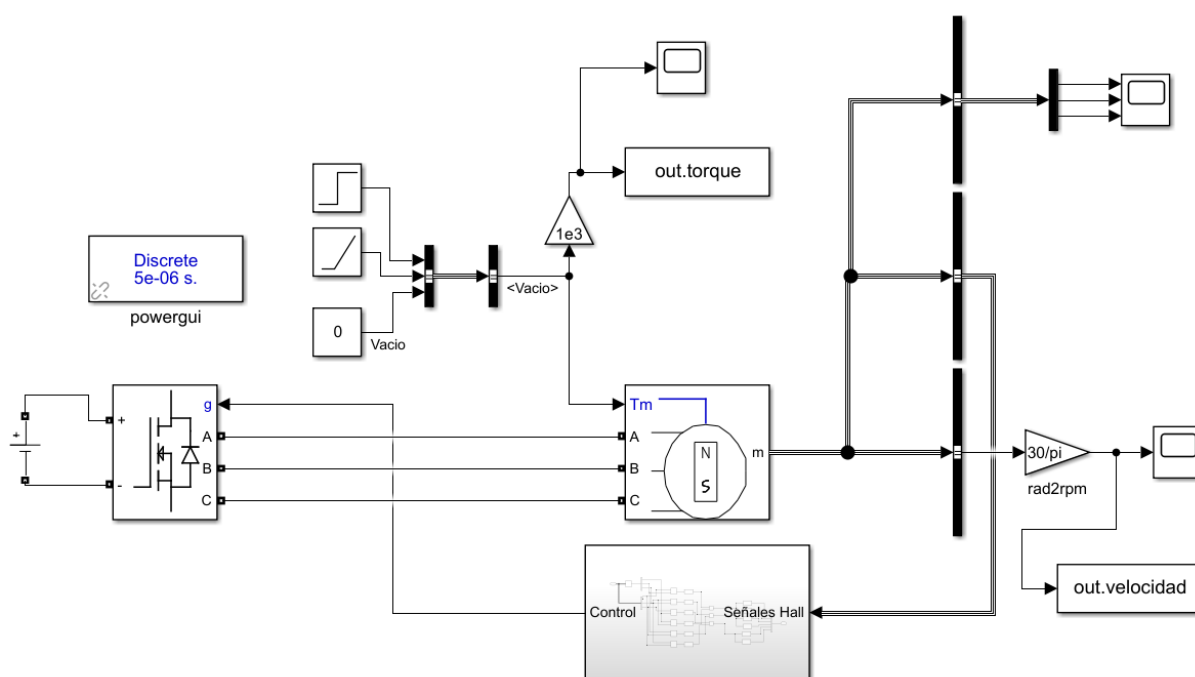 out.torque
1e3
Discrete
5e-06 s.
powergui
<Vacio>
0
Vacio
+
g
+
A
B
-
C
Tm
A
B
C
N
S
m
30/pi
rad2rpm
out.velocidad
Control
Señales Hall